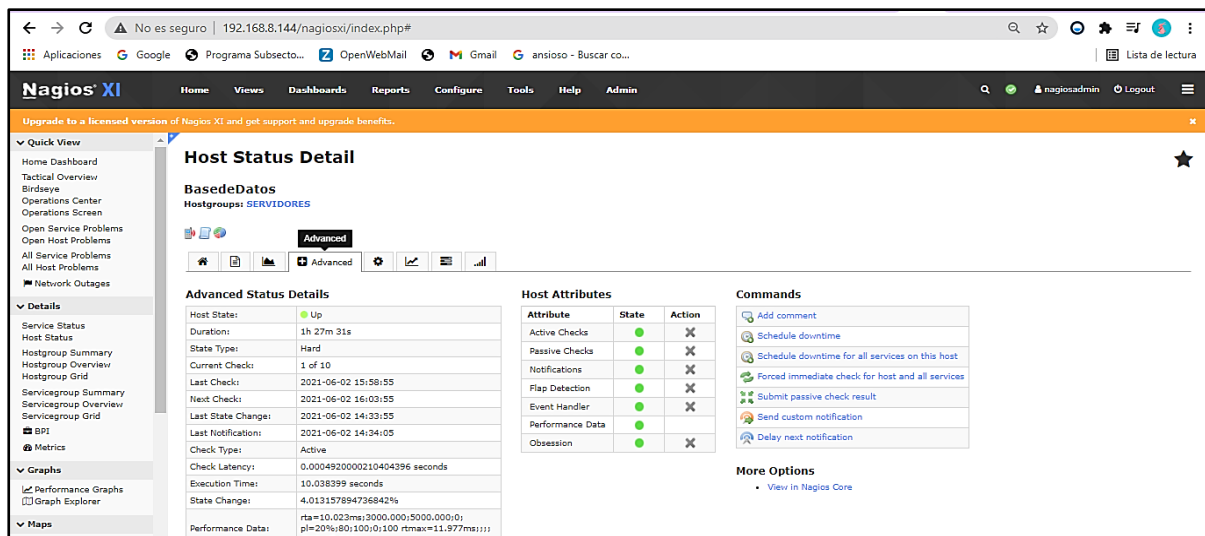 No es seguro | 192.168.8.144/nagiosxi/index.php#
Aplicaciones Google Programa Subsecto... OpenWebMail Gmail ansioso - Buscar co... Lista de lectura
Nagios® XI Home Views Dashboards Reports Configure Tools Help Admin nagiosadmin Logout
Upgrade to a licensed version of Nagios XI and get support and upgrade benefits.
Quick View
Home Dashboard
Tactical Overview
Birdseye
Operations Center
Operations Screen
Open Service Problems
Open Host Problems
All Service Problems
All Host Problems
Network Outages
Details
Service Status
Host Status
Hostgroup Summary
Hostgroup Overview
Hostgroup Grid
Servicegroup Summary
Servicegroup Overview
Servicegroup Grid
BPI
Metrics
Graphs
Performance Graphs
Graph Explorer
Maps
Host Status Detail
BasedeDatos
Hostgroups: SERVIDORES
Advanced
Advanced
Advanced Status Details
Host State: Up
Duration: 1h 27m 31s
State Type: Hard
Current Check: 1 of 10
Last Check: 2021-06-02 15:58:55
Next Check: 2021-06-02 16:03:55
Last State Change: 2021-06-02 14:33:55
Last Notification: 2021-06-02 14:34:05
Check Type: Active
Check Latency: 0.0004920000210404396 seconds
Execution Time: 10.038399 seconds
State Change: 4.013157894736842%
Performance Data: rta=10.023ms;3000.000;5000.000;0;
pl=20%;80;100;0;100 rtmax=11.977ms;;;;
Host Attributes
Attribute State Action
Active Checks
Passive Checks
Notifications
Flap Detection
Event Handler
Performance Data
Obsession
Commands
Add comment
Schedule downtime
Schedule downtime for all services on this host
Forced immediate check for host and all services
Submit passive check result
Send custom notification
Delay next notification
More Options
View in Nagios Core